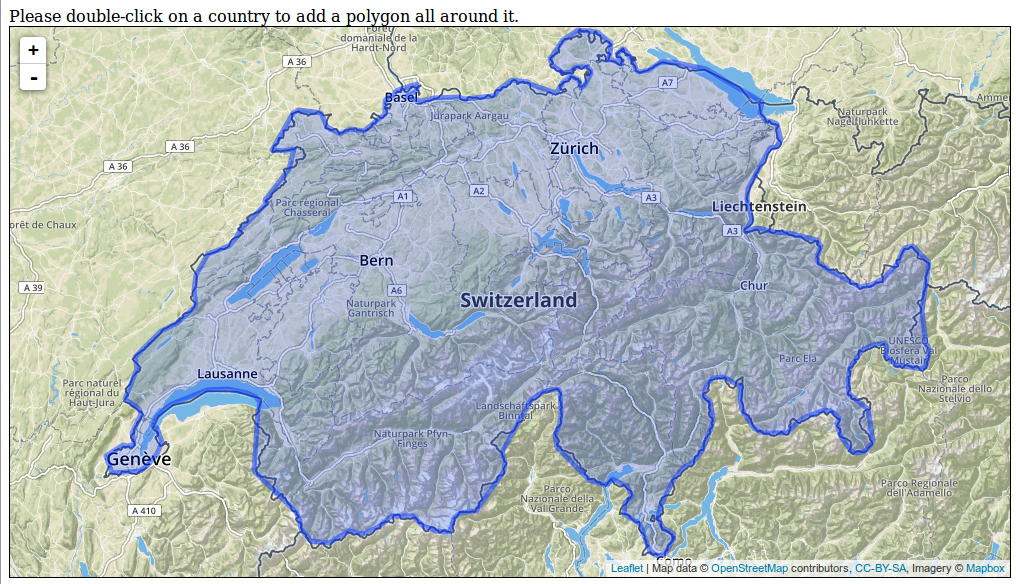 Please double-click on a country to add a polygon all around it.
+
-
domaniale de la
Hardt-Nord
A 36
Basel
A7
Jurapark Aargau
Naturpark
Nagelfluhkette
A 36
Zürich
A 36
A1
A2
A3
Parc régional
Chasseral
Liechtenstein
orêt de Chaux
A3
Bern
A 39
A6
Chur
Switzerland
Naturpark
Gantrisch
UNESCO
Biosfera Val
Müstair
Parc Ela
Lausanne
Parc naturel
régional du
Haut-Jura
Parco
Nazionale dello
Stelvio
Landschaftspark
Binntal
Naturpark Pfyn-
Finges
Genève
Parco
Nazionale della
Val Grande
Parco Regionale
dell'Adamello
A 410
Como
Leaflet | Map data © OpenStreetMap contributors, CC-BY-SA, Imagery © Mapbox